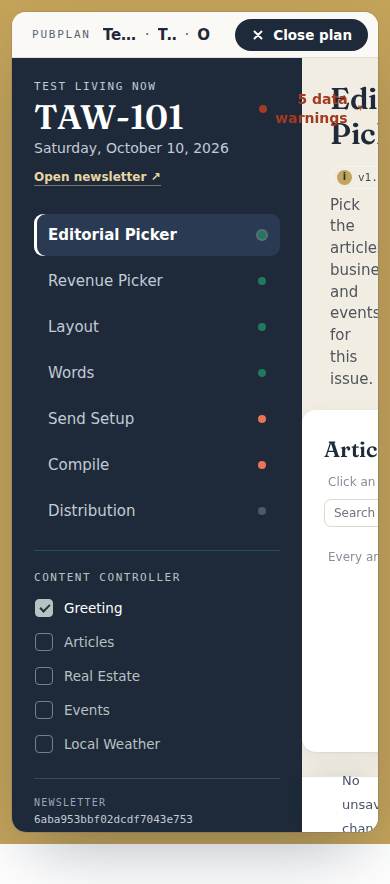 PUBPLAN Te… · T.. · O
✕ Close plan
TEST LIVING NOW
TAW-101
Saturday, October 10, 2026
Open newsletter ↗
5 data
warnings
Editorial Picker
Revenue Picker
Layout
Words
Send Setup
Compile
Distribution
CONTENT CONTROLLER
Greeting
Articles
Real Estate
Events
Local Weather
NEWSLETTER
6aba953bbf02dcdf7043e753
Edi
Pic
i v1.
Pick
the
article
busine
and
events
for
this
issue.
Artic
Click an
Search
Every ar
No
unsav
chan